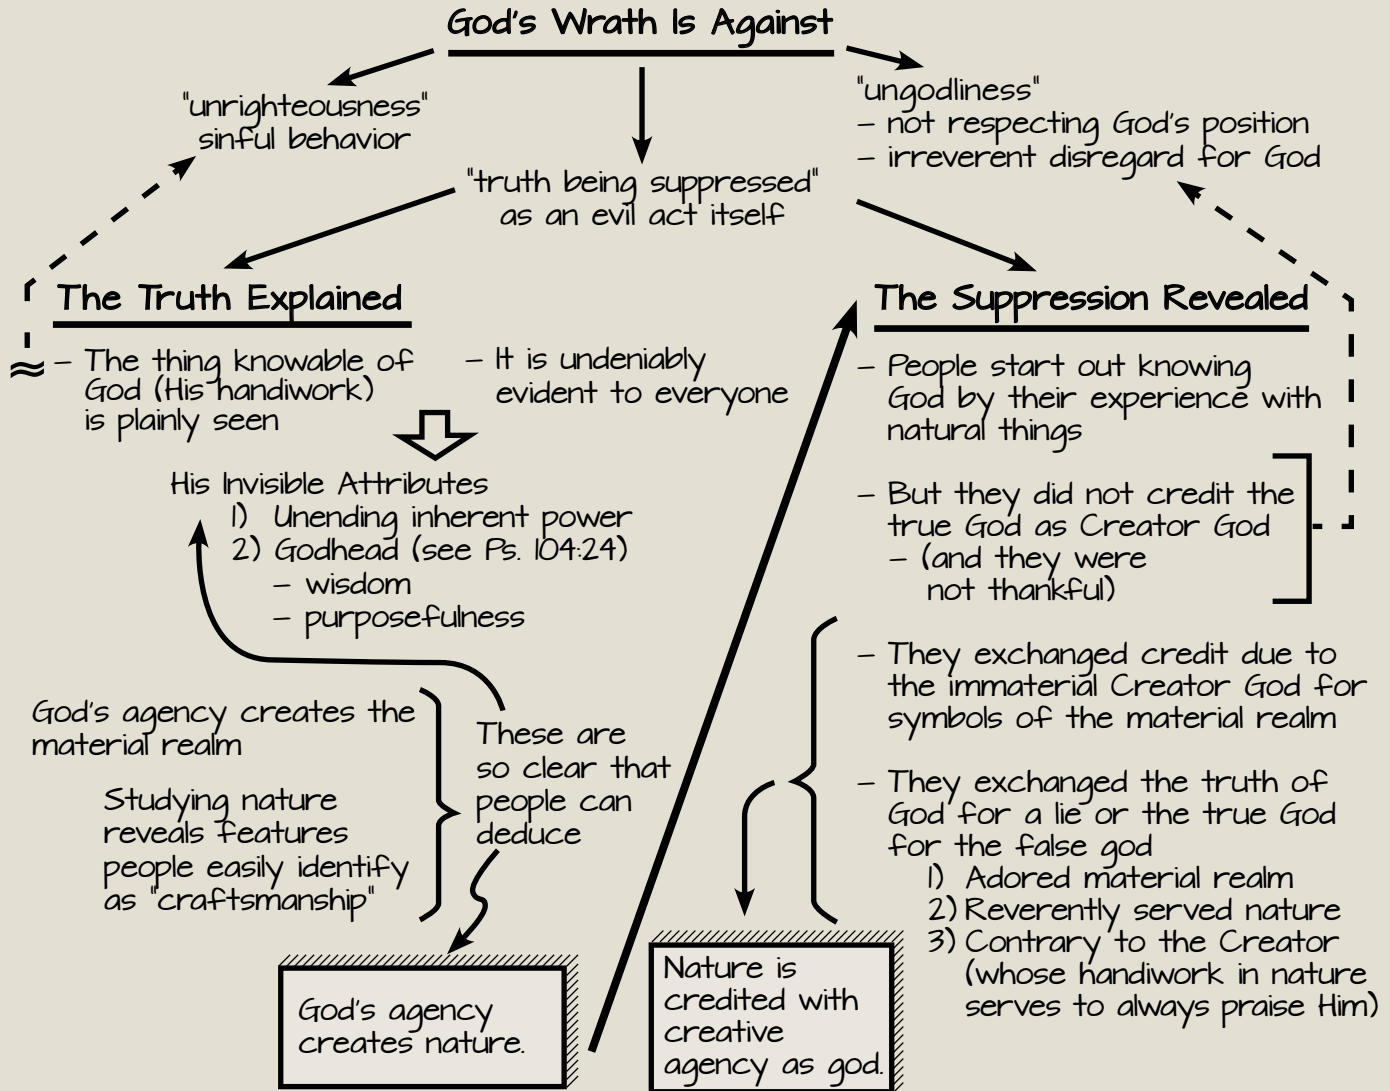 God's Wrath Is Against
"unrighteousness"
sinful behavior
"truth being suppressed"
as an evil act itself
"ungodliness"
– not respecting God's position
– irreverent disregard for God
The Truth Explained
≈ – The thing knowable of
God (His handiwork)
is plainly seen
– It is undeniably
evident to everyone
His Invisible Attributes
1) Unending inherent power
2) Godhead (see Ps. 104:24)
– wisdom
– purposefulness
God's agency creates the
material realm
Studying nature
reveals features
people easily identify
as "craftsmanship"
These are
so clear that
people can
deduce
God's agency
creates nature.
The Suppression Revealed
– People start out knowing
God by their experience with
natural things
– But they did not credit the
true God as Creator God
– (and they were
not thankful)
– They exchanged credit due to
the immaterial Creator God for
symbols of the material realm
– They exchanged the truth of
God for a lie or the true God
for the false god
1) Adored material realm
2) Reverently served nature
3) Contrary to the Creator
(whose handiwork in nature
serves to always praise Him)
Nature is
credited with
creative
agency as god.